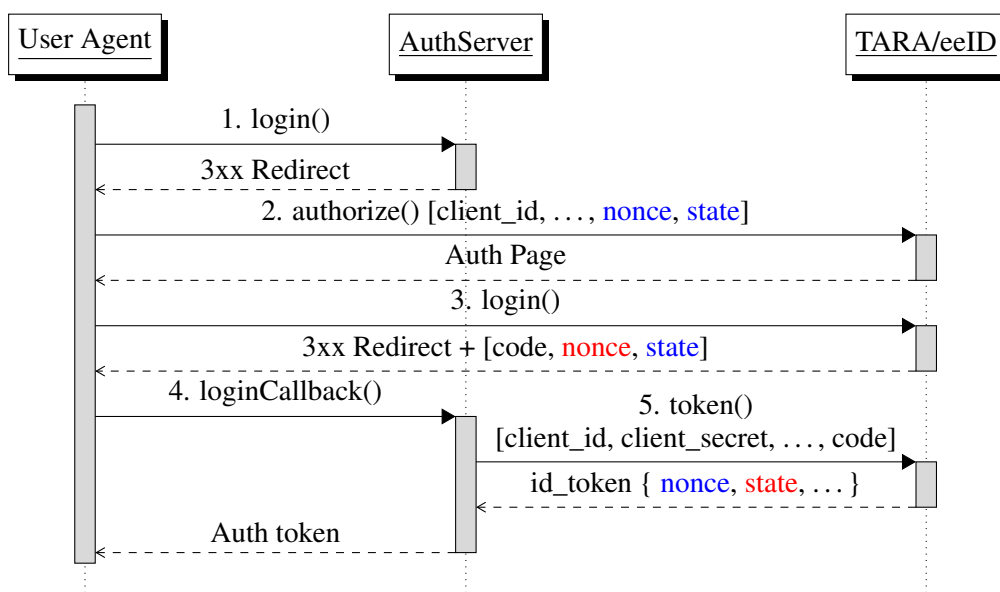 User Agent
AuthServer
TARA/eeID
1. login()
3xx Redirect
2. authorize() [client_id, ..., nonce, state]
Auth Page
3. login()
3xx Redirect + [code, nonce, state]
4. loginCallback()
5. token()
[client_id, client_secret, ..., code]
id_token { nonce, state, ... }
Auth token